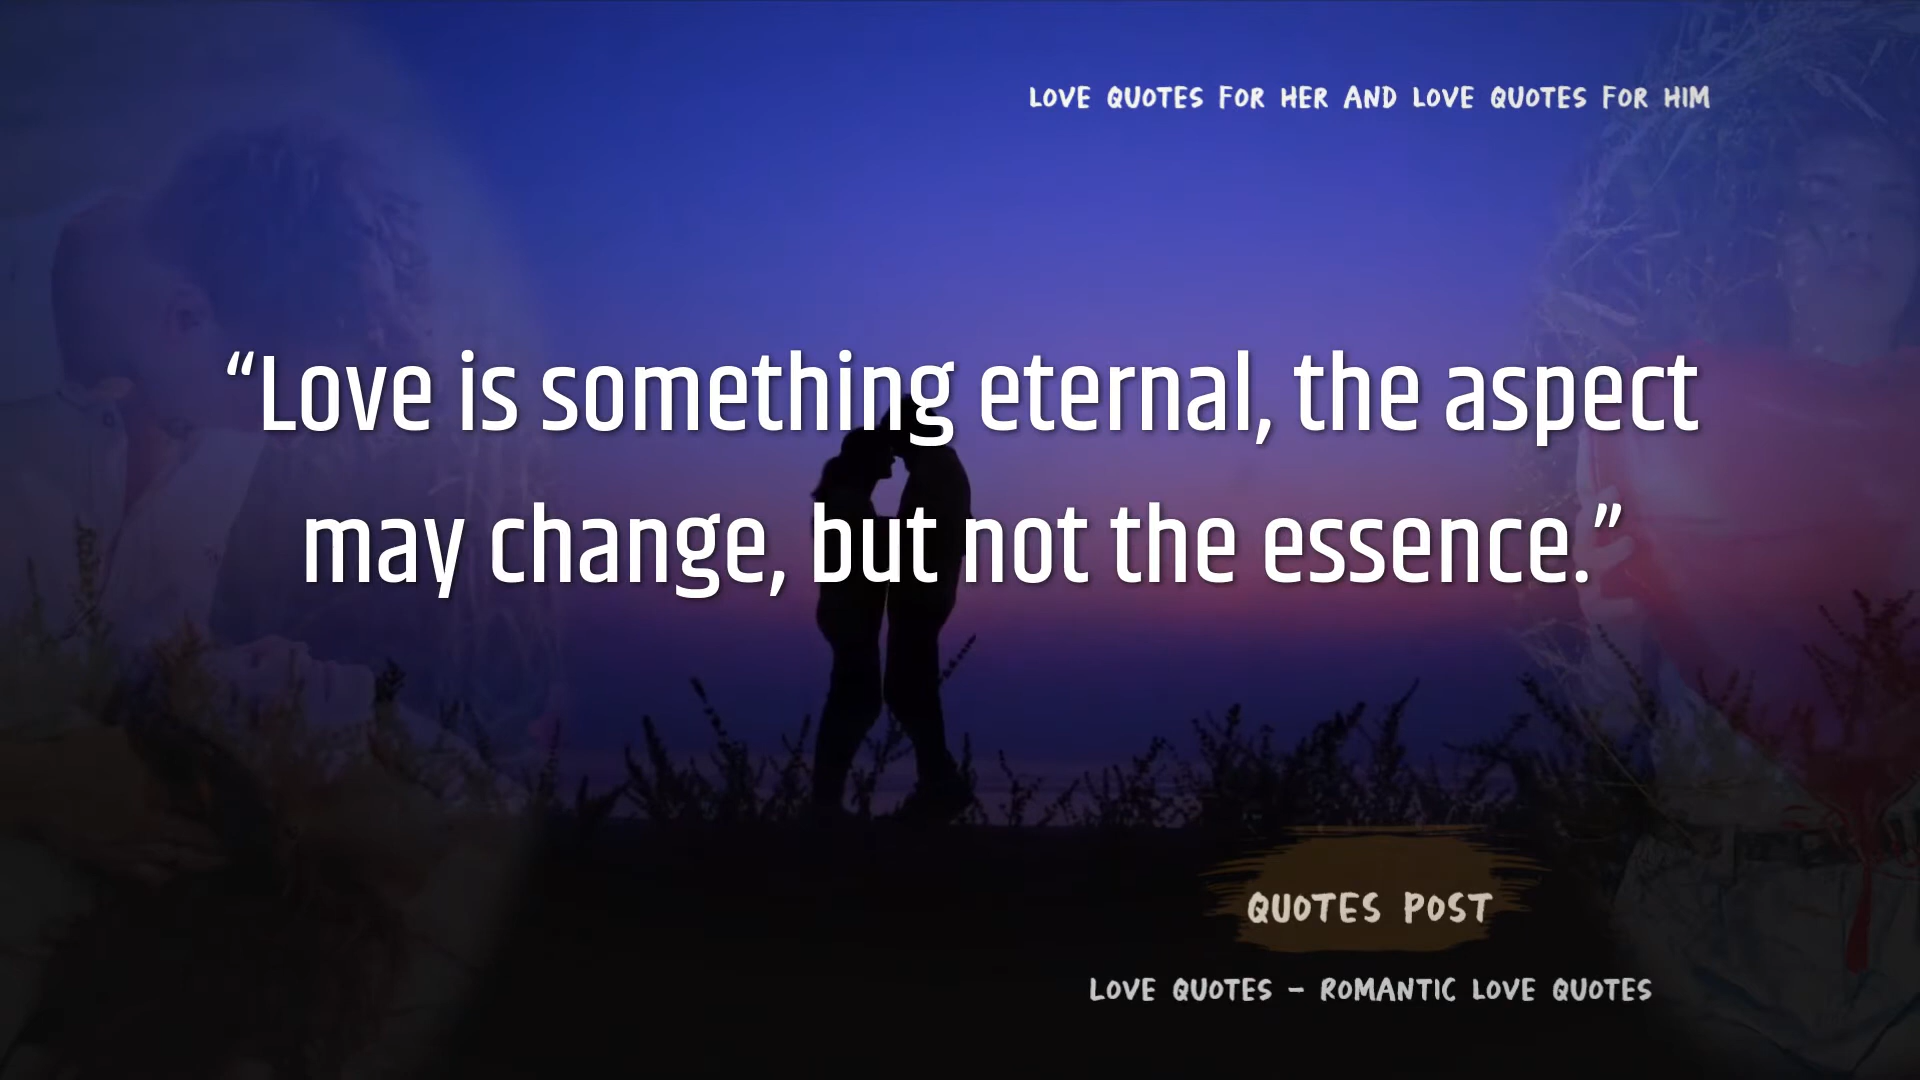 LOVE QUOTES FOR HER AND LOVE QUOTES FOR HIM
“Love is something eternal, the aspect
may change, but not the essence.”
QUOTES POST
LOVE QUOTES – ROMANTIC LOVE QUOTES